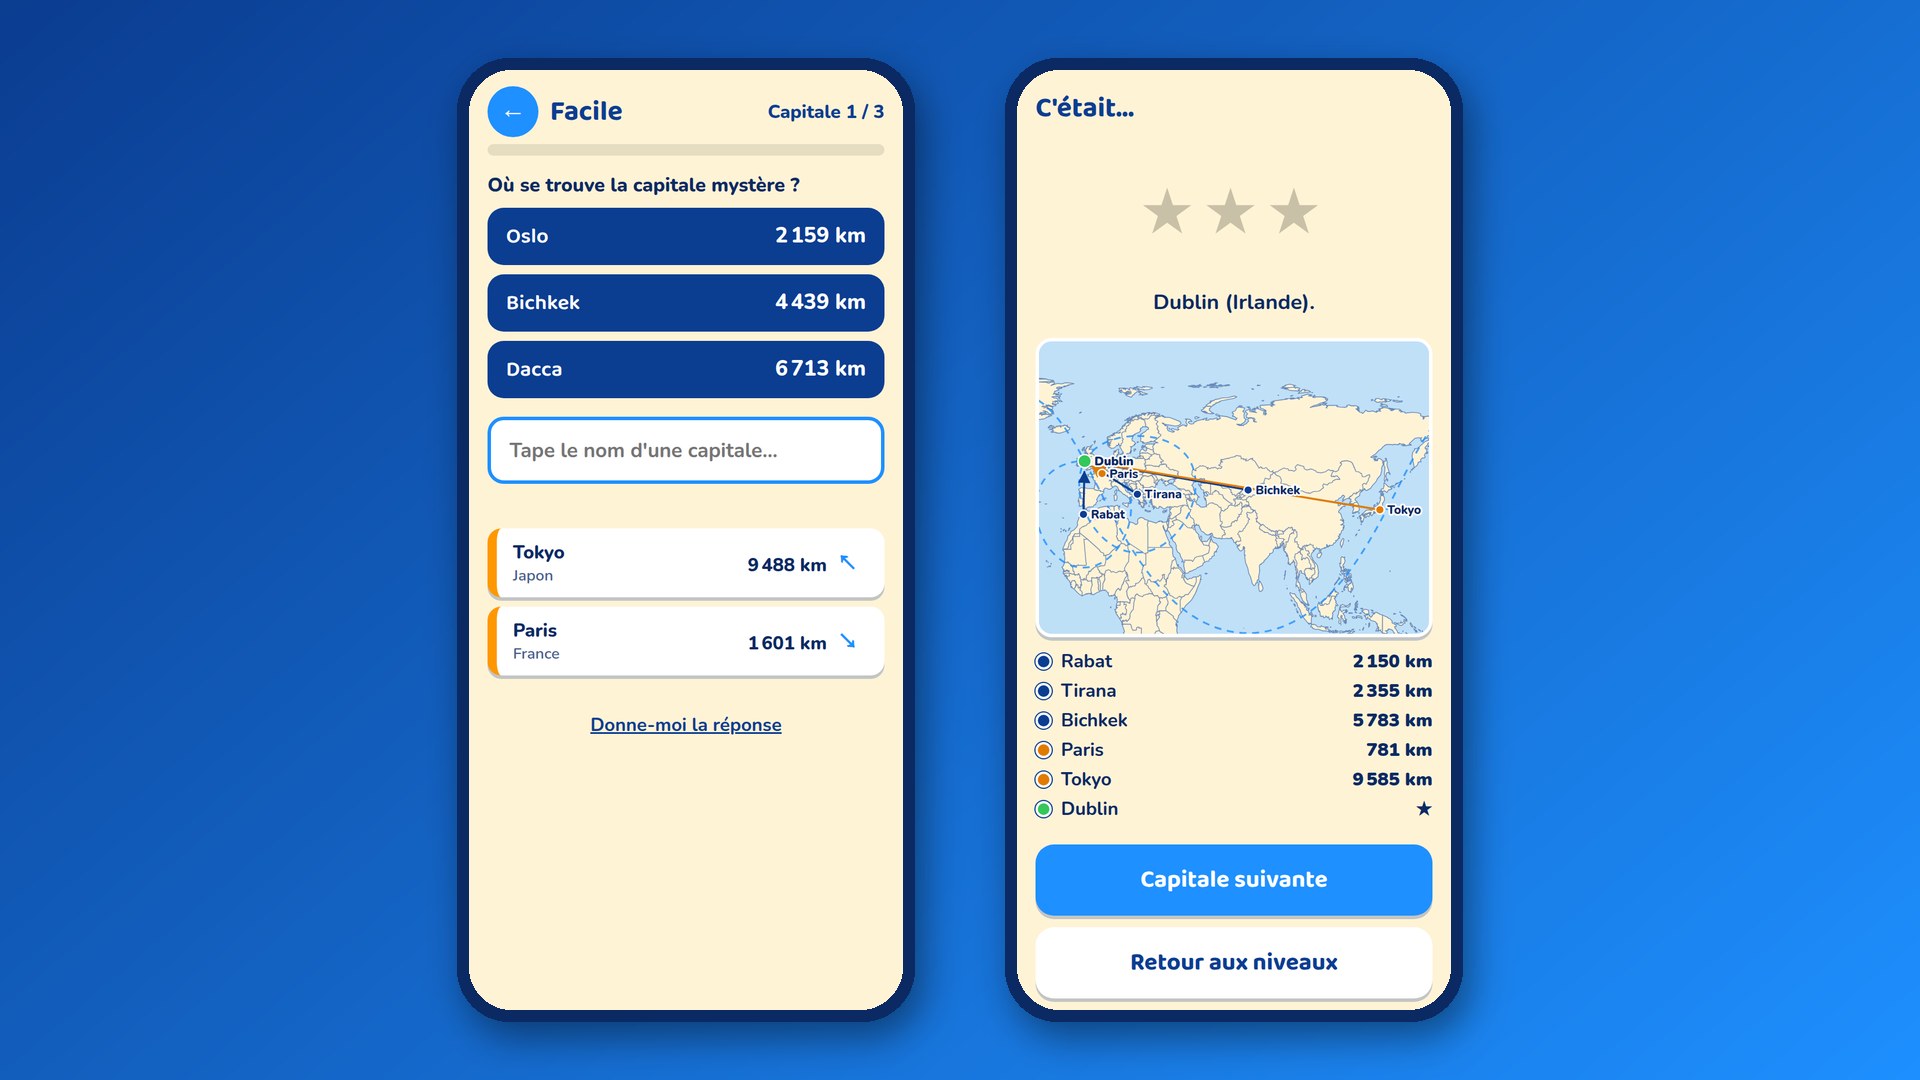 ←
Facile
Capitale 1 / 3
Où se trouve la capitale mystère ?
Oslo 2 159 km
Bichkek 4 439 km
Dacca 6 713 km
Tape le nom d'une capitale...
Tokyo
Japon
9 488 km ↖
Paris
France
1 601 km ↘
Donne-moi la réponse
C'était...
★ ★ ★
Dublin (Irlande).
Dublin
Paris
Tirana
Bichkek
Rabat
Tokyo
Rabat 2 150 km
Tirana 2 355 km
Bichkek 5 783 km
Paris 781 km
Tokyo 9 585 km
Dublin ★
Capitale suivante
Retour aux niveaux